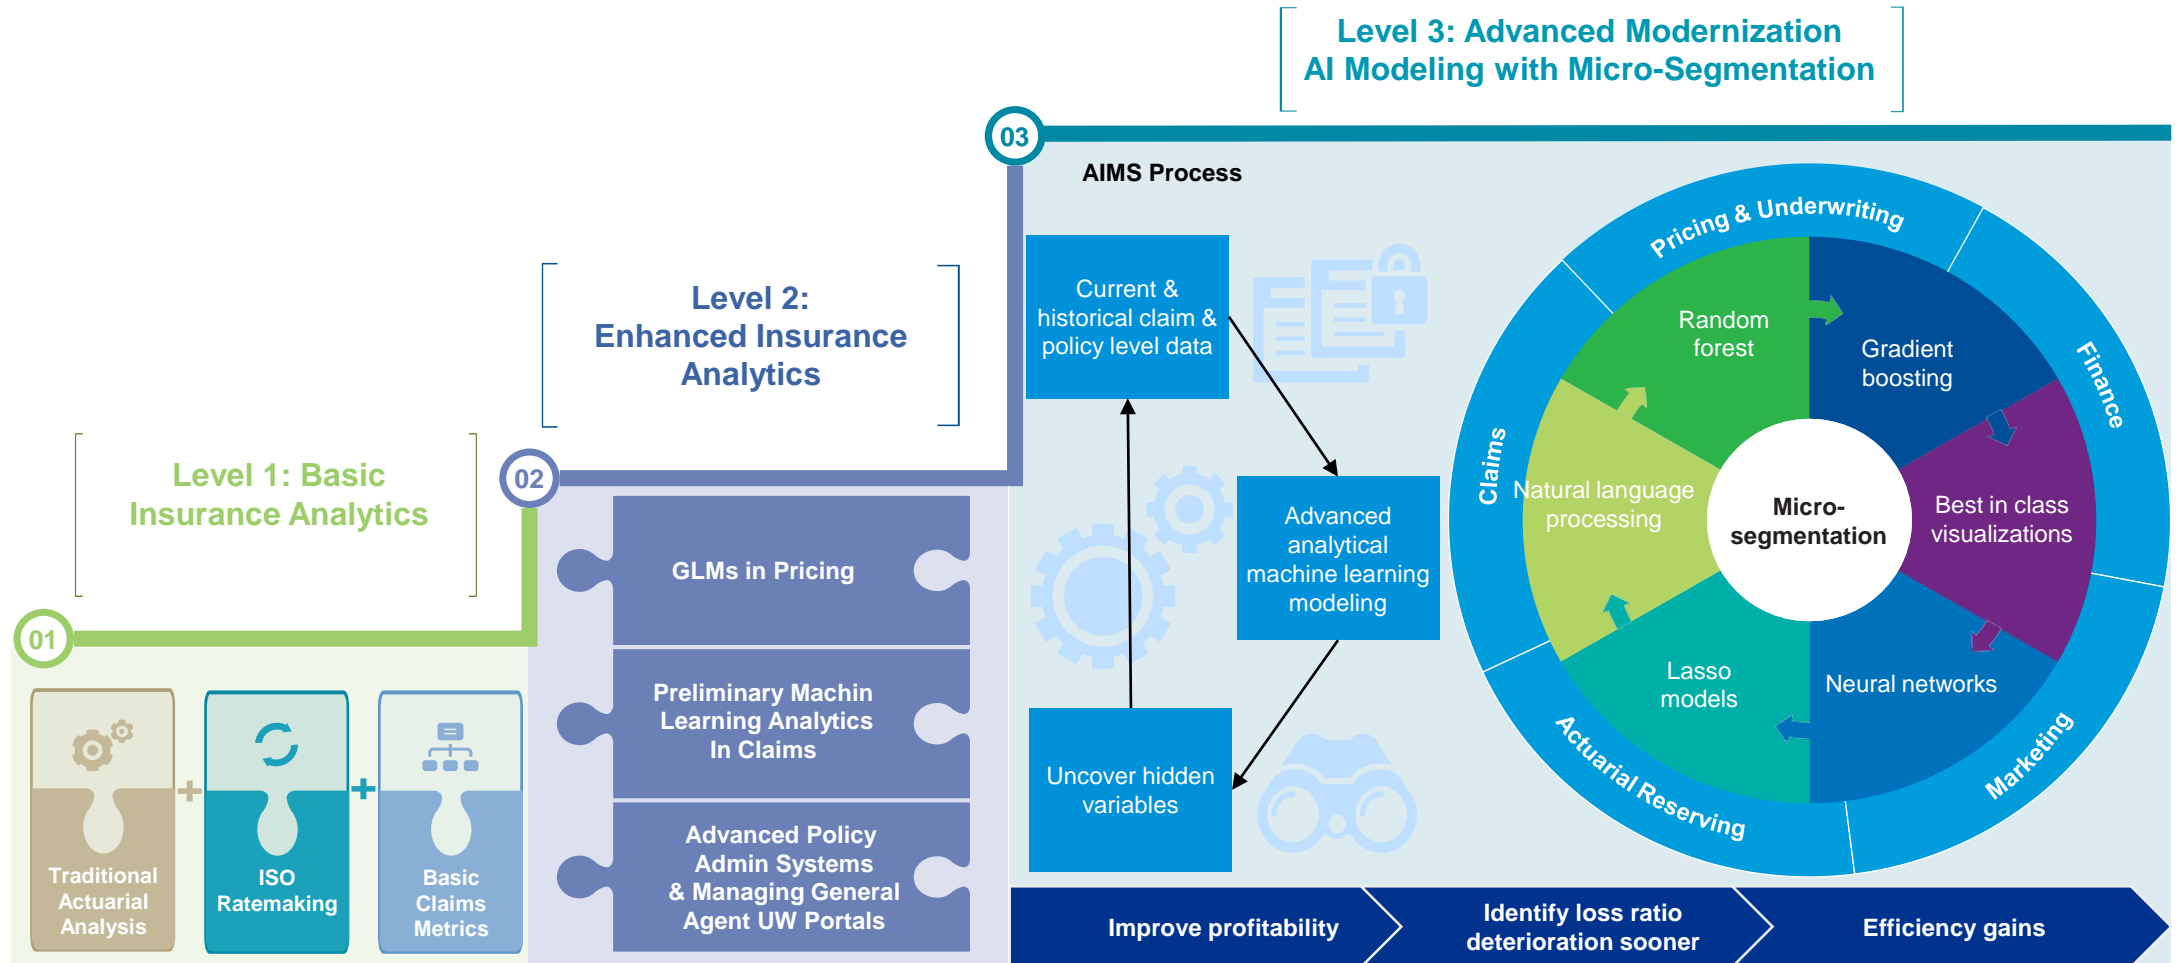 Level 3: Advanced Modernization
AI Modeling with Micro-Segmentation
03
AIMS Process
Level 2:
Enhanced Insurance
Analytics
02
Level 1: Basic
Insurance Analytics
01
Traditional
Actuarial
Analysis
+
ISO
Ratemaking
+
Basic
Claims
Metrics
GLMs in Pricing
Preliminary Machin
Learning Analytics
In Claims
Advanced Policy
Admin Systems
& Managing General
Agent UW Portals
Current &
historical claim &
policy level data
Advanced
analytical
machine learning
modeling
Uncover hidden
variables
Pricing & Underwriting
Finance
Marketing
Actuarial Reserving
Claims
Random
forest
Gradient
boosting
Best in class
visualizations
Neural networks
Lasso
models
Natural language
processing
Micro-
segmentation
Improve profitability
Identify loss ratio
deterioration sooner
Efficiency gains